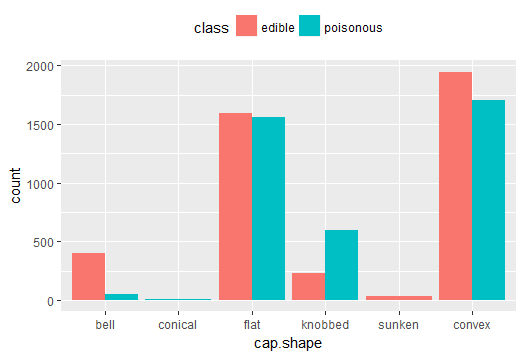 class edible poisonous
2000
1500
1000
500
0
count
bell conical flat knobbed sunken convex
cap.shape